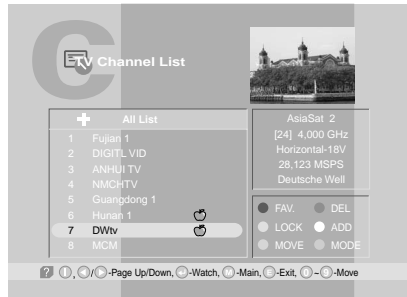 TV Channel List
All List
1 Fujian 1
2 DIGITL VID
3 ANHUI TV
4 NMCHTV
5 Guangdong 1
6 Hunan 1
7 DWtv
8 MCM
AsiaSat 2
[24] 4,000 GHz
Horizontal-18V
28,123 MSPS
Deutsche Well
FAV. DEL
LOCK ADD
MOVE MODE
? , / -Page Up/Down, -Watch, M -Main, E -Exit, 0 ~ 9 -Move